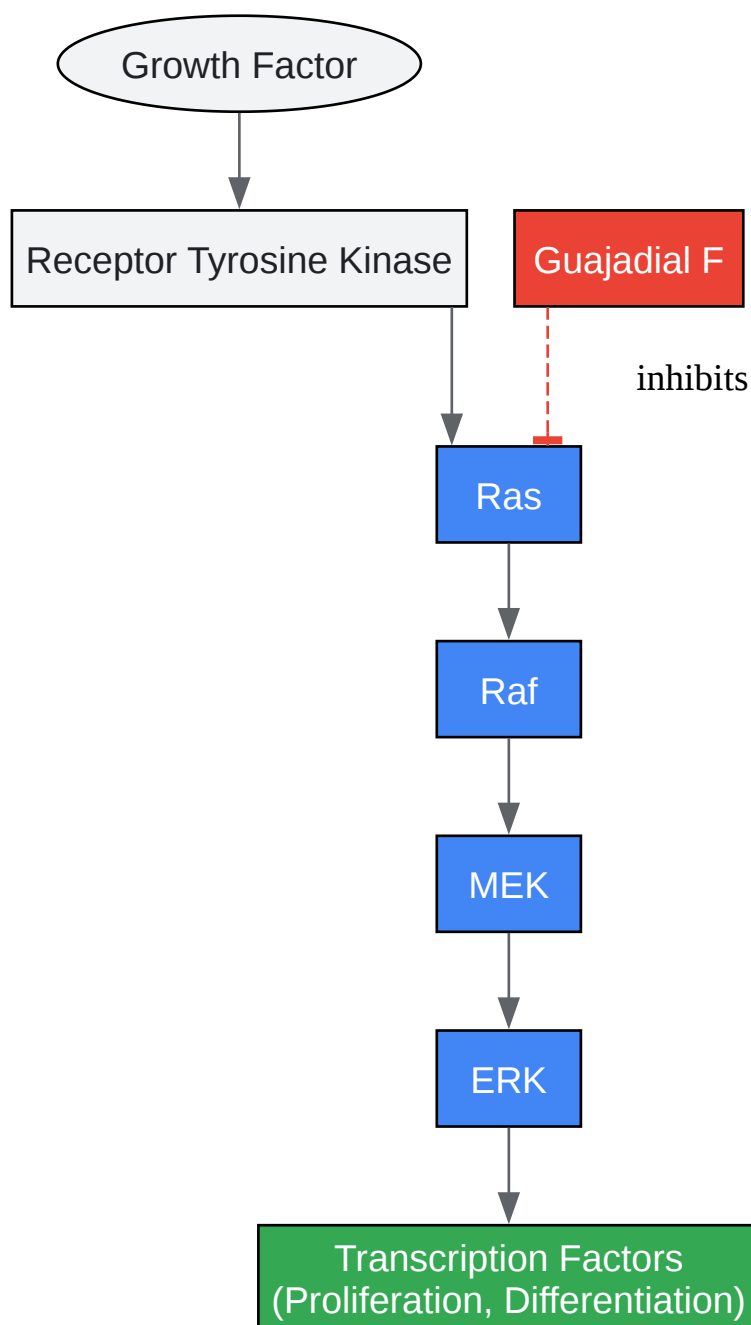 Growth Factor
Receptor Tyrosine Kinase
Guajadial F
inhibits
Ras
Raf
MEK
ERK
Transcription Factors
(Proliferation, Differentiation)